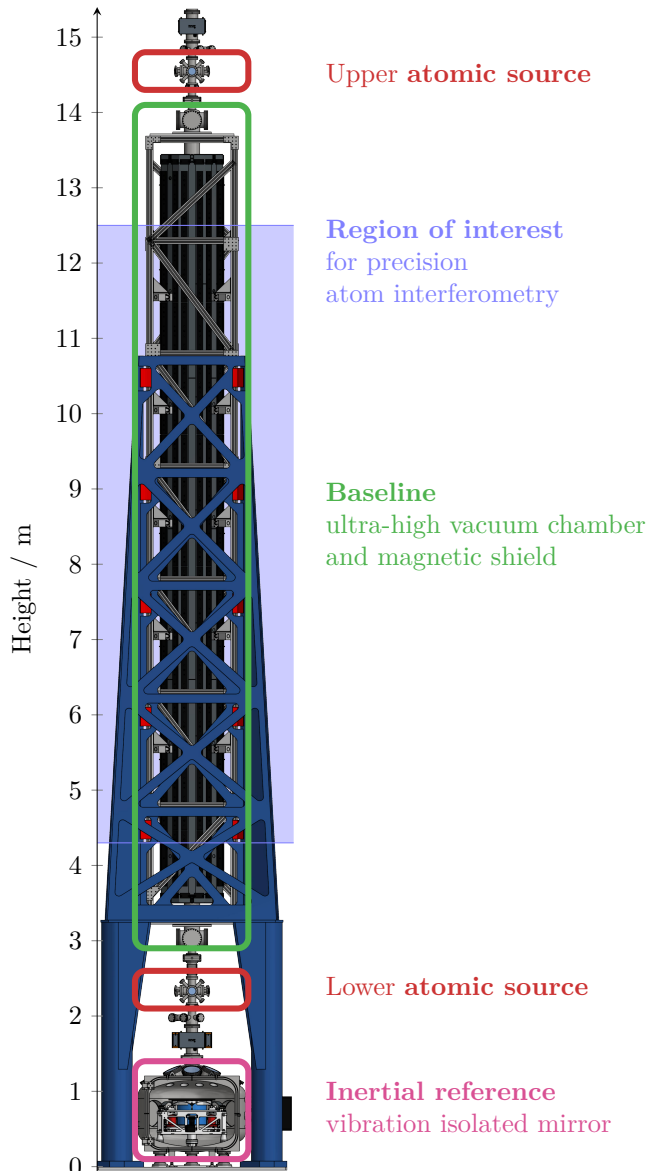 15
Upper atomic source
14
13
Region of interest
for precision
12
atom interferometry
11
10
Baseline
9
ultra-high vacuum chamber
and magnetic shield
8
Height / m
7
6
5
4
3
Lower atomic source
2
Inertial reference
1
vibration isolated mirror
0